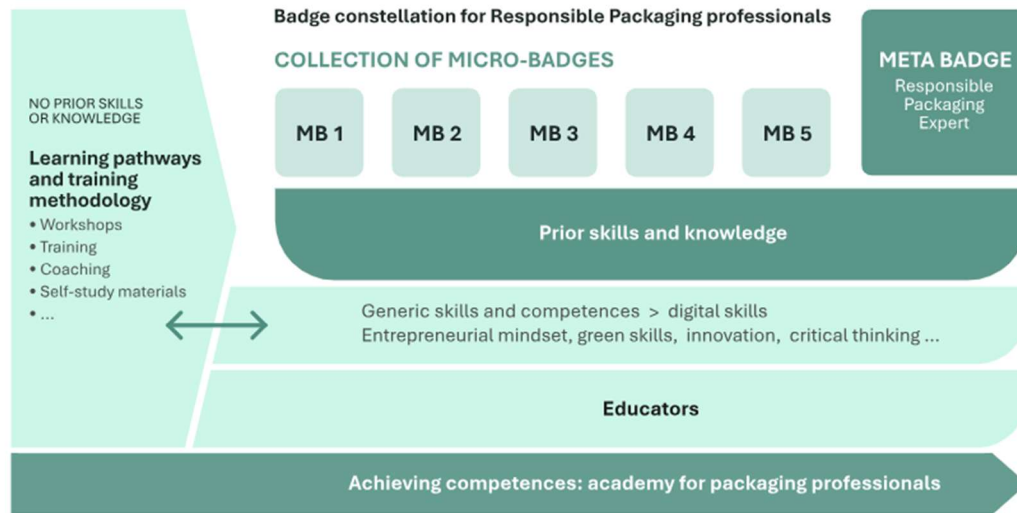 Badge constellation for Responsible Packaging professionals
COLLECTION OF MICRO-BADGES
MB 1
MB 2
MB 3
MB 4
MB 5
META BADGE
Responsible
Packaging
Expert
NO PRIOR SKILLS
OR KNOWLEDGE
Learning pathways
and training
methodology
• Workshops
• Training
• Coaching
• Self-study materials
• ...
Prior skills and knowledge
Generic skills and competences > digital skills
Entrepreneurial mindset, green skills, innovation, critical thinking ...
Educators
Achieving competences: academy for packaging professionals